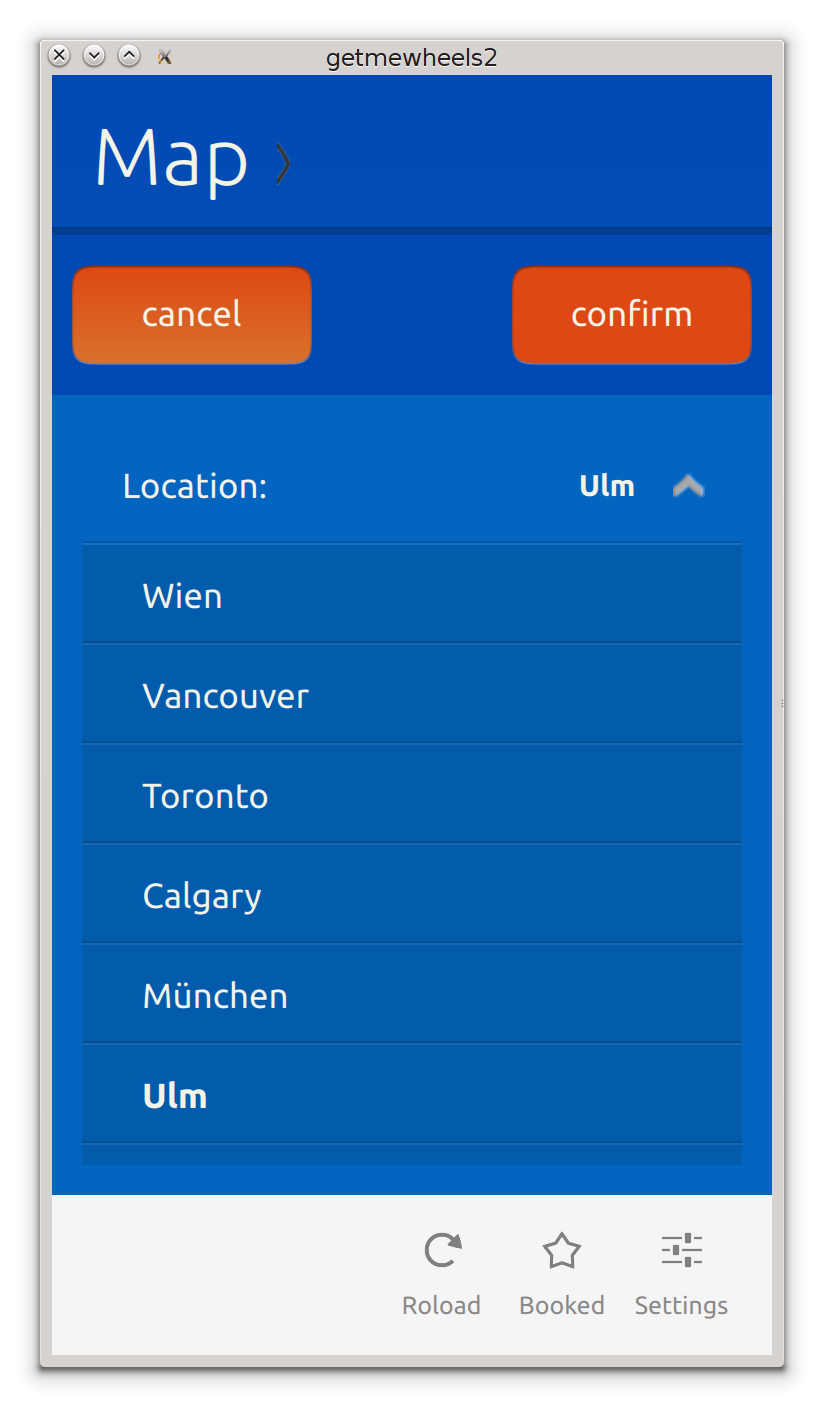 getmewheels2
Map
cancel
confirm
Location:
Ulm
Wien
Vancouver
Toronto
Calgary
München
Ulm
Roload
Booked
Settings